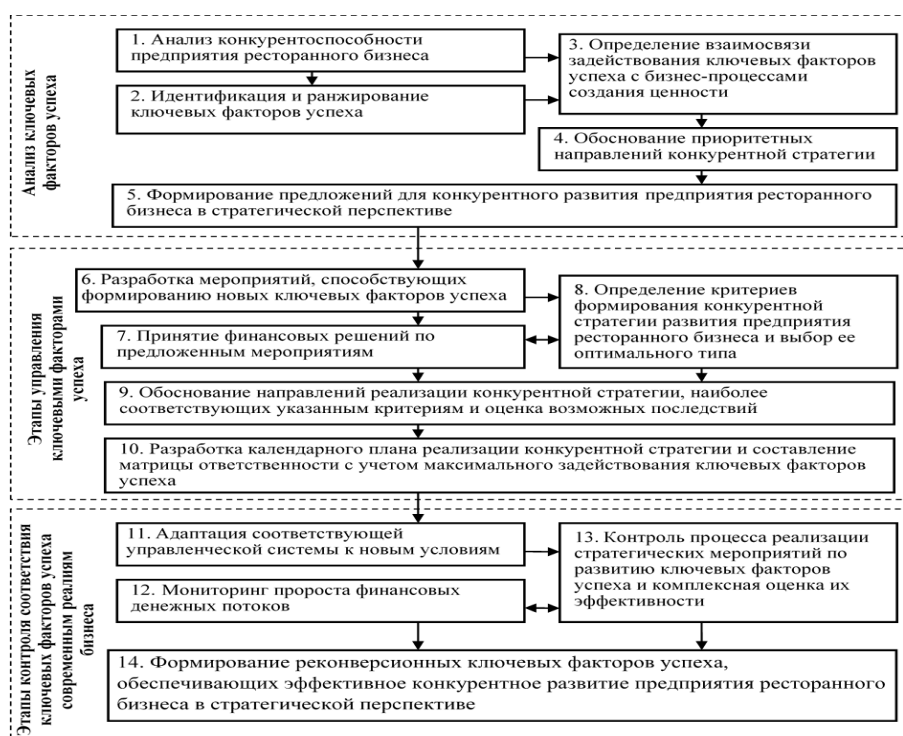 Анализ ключевых
факторов успеха
1. Анализ конкурентоспособности
предприятия ресторанного бизнеса
2. Идентификация и ранжирование
ключевых факторов успеха
3. Определение взаимосвязи
задействования ключевых факторов
успеха с бизнес-процессами
создания ценности
4. Обоснование приоритетных
направлений конкурентной стратегии
5. Формирование предложений для конкурентного развития предприятия ресторанного
бизнеса в стратегической перспективе
Этапы управления
ключевыми факторами
успеха
6. Разработка мероприятий, способствующих
формированию новых ключевых факторов успеха
7. Принятие финансовых решений по
предложенным мероприятиям
8. Определение критериев
формирования конкурентной
стратегии развития предприятия
ресторанного бизнеса и выбор ее
оптимального типа
9. Обоснование направлений реализации конкурентной стратегии, наиболее
соответствующих указанным критериям и оценка возможных последствий
10. Разработка календарного плана реализации конкурентной стратегии и составление
матрицы ответственности с учетом максимального задействования ключевых факторов
успеха
Этапы контроля соответствия
ключевых факторов успеха
современным реалиям
бизнеса
11. Адаптация соответствующей
управленческой системы к новым условиям
12. Мониторинг пророста финансовых
денежных потоков
13. Контроль процесса реализации
стратегических мероприятий по
развитию ключевых факторов
успеха и комплексная оценка их
эффективности
14. Формирование реконверсионных ключевых факторов успеха,
обеспечивающих эффективное конкурентное развитие предприятия ресторанного
бизнеса в стратегической перспективе